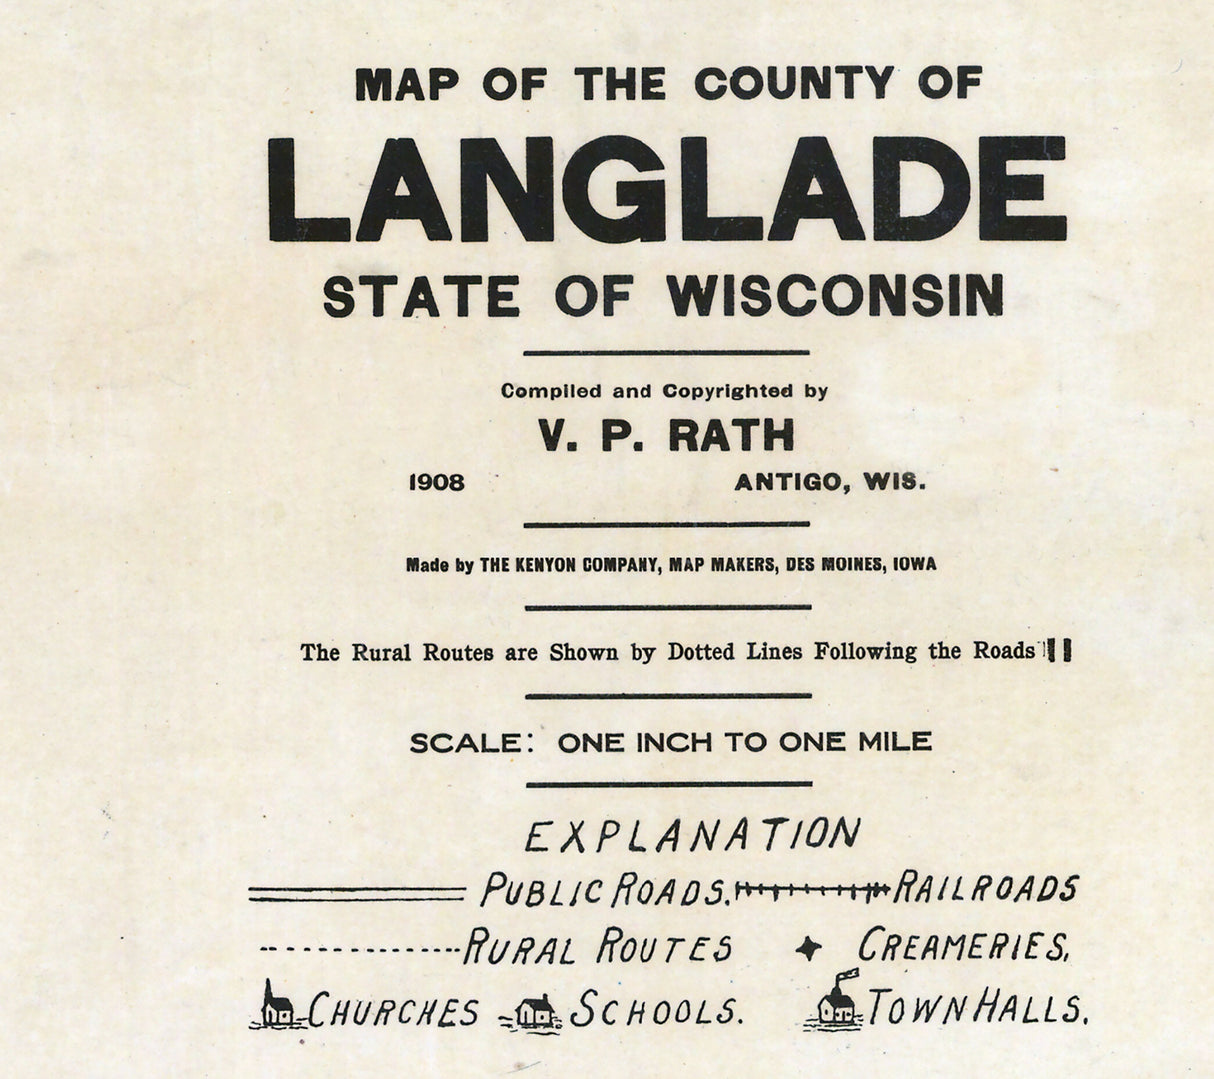 MAP OF THE COUNTY OF
LANGLADE
STATE OF WISCONSIN
Compiled and Copyrighted by
V. P. RATH
1908 ANTIGO, WIS.
Made by THE KENYON COMPANY, MAP MAKERS, DES MOINES, IOWA
The Rural Routes are Shown by Dotted Lines Following the Roads
SCALE: ONE INCH TO ONE MILE
EXPLANATION
PUBLIC ROADS. RAILROADS
RURAL ROUTES CREAMERIES.
CHURCHES SCHOOLS. TOWN HALLS.